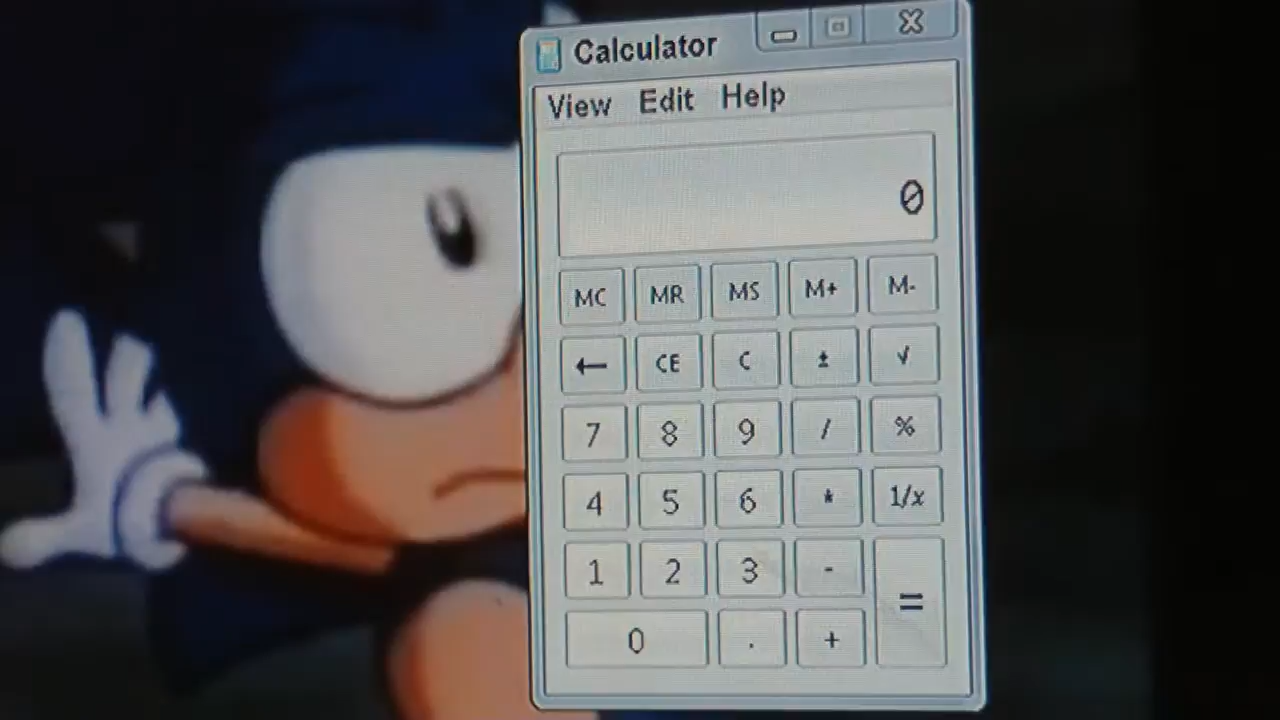 Calculator
View Edit Help
0
MC MR MS M+ M-
← CE C ± √
7 8 9 / %
4 5 6 * 1/x
1 2 3 - =
0 . +